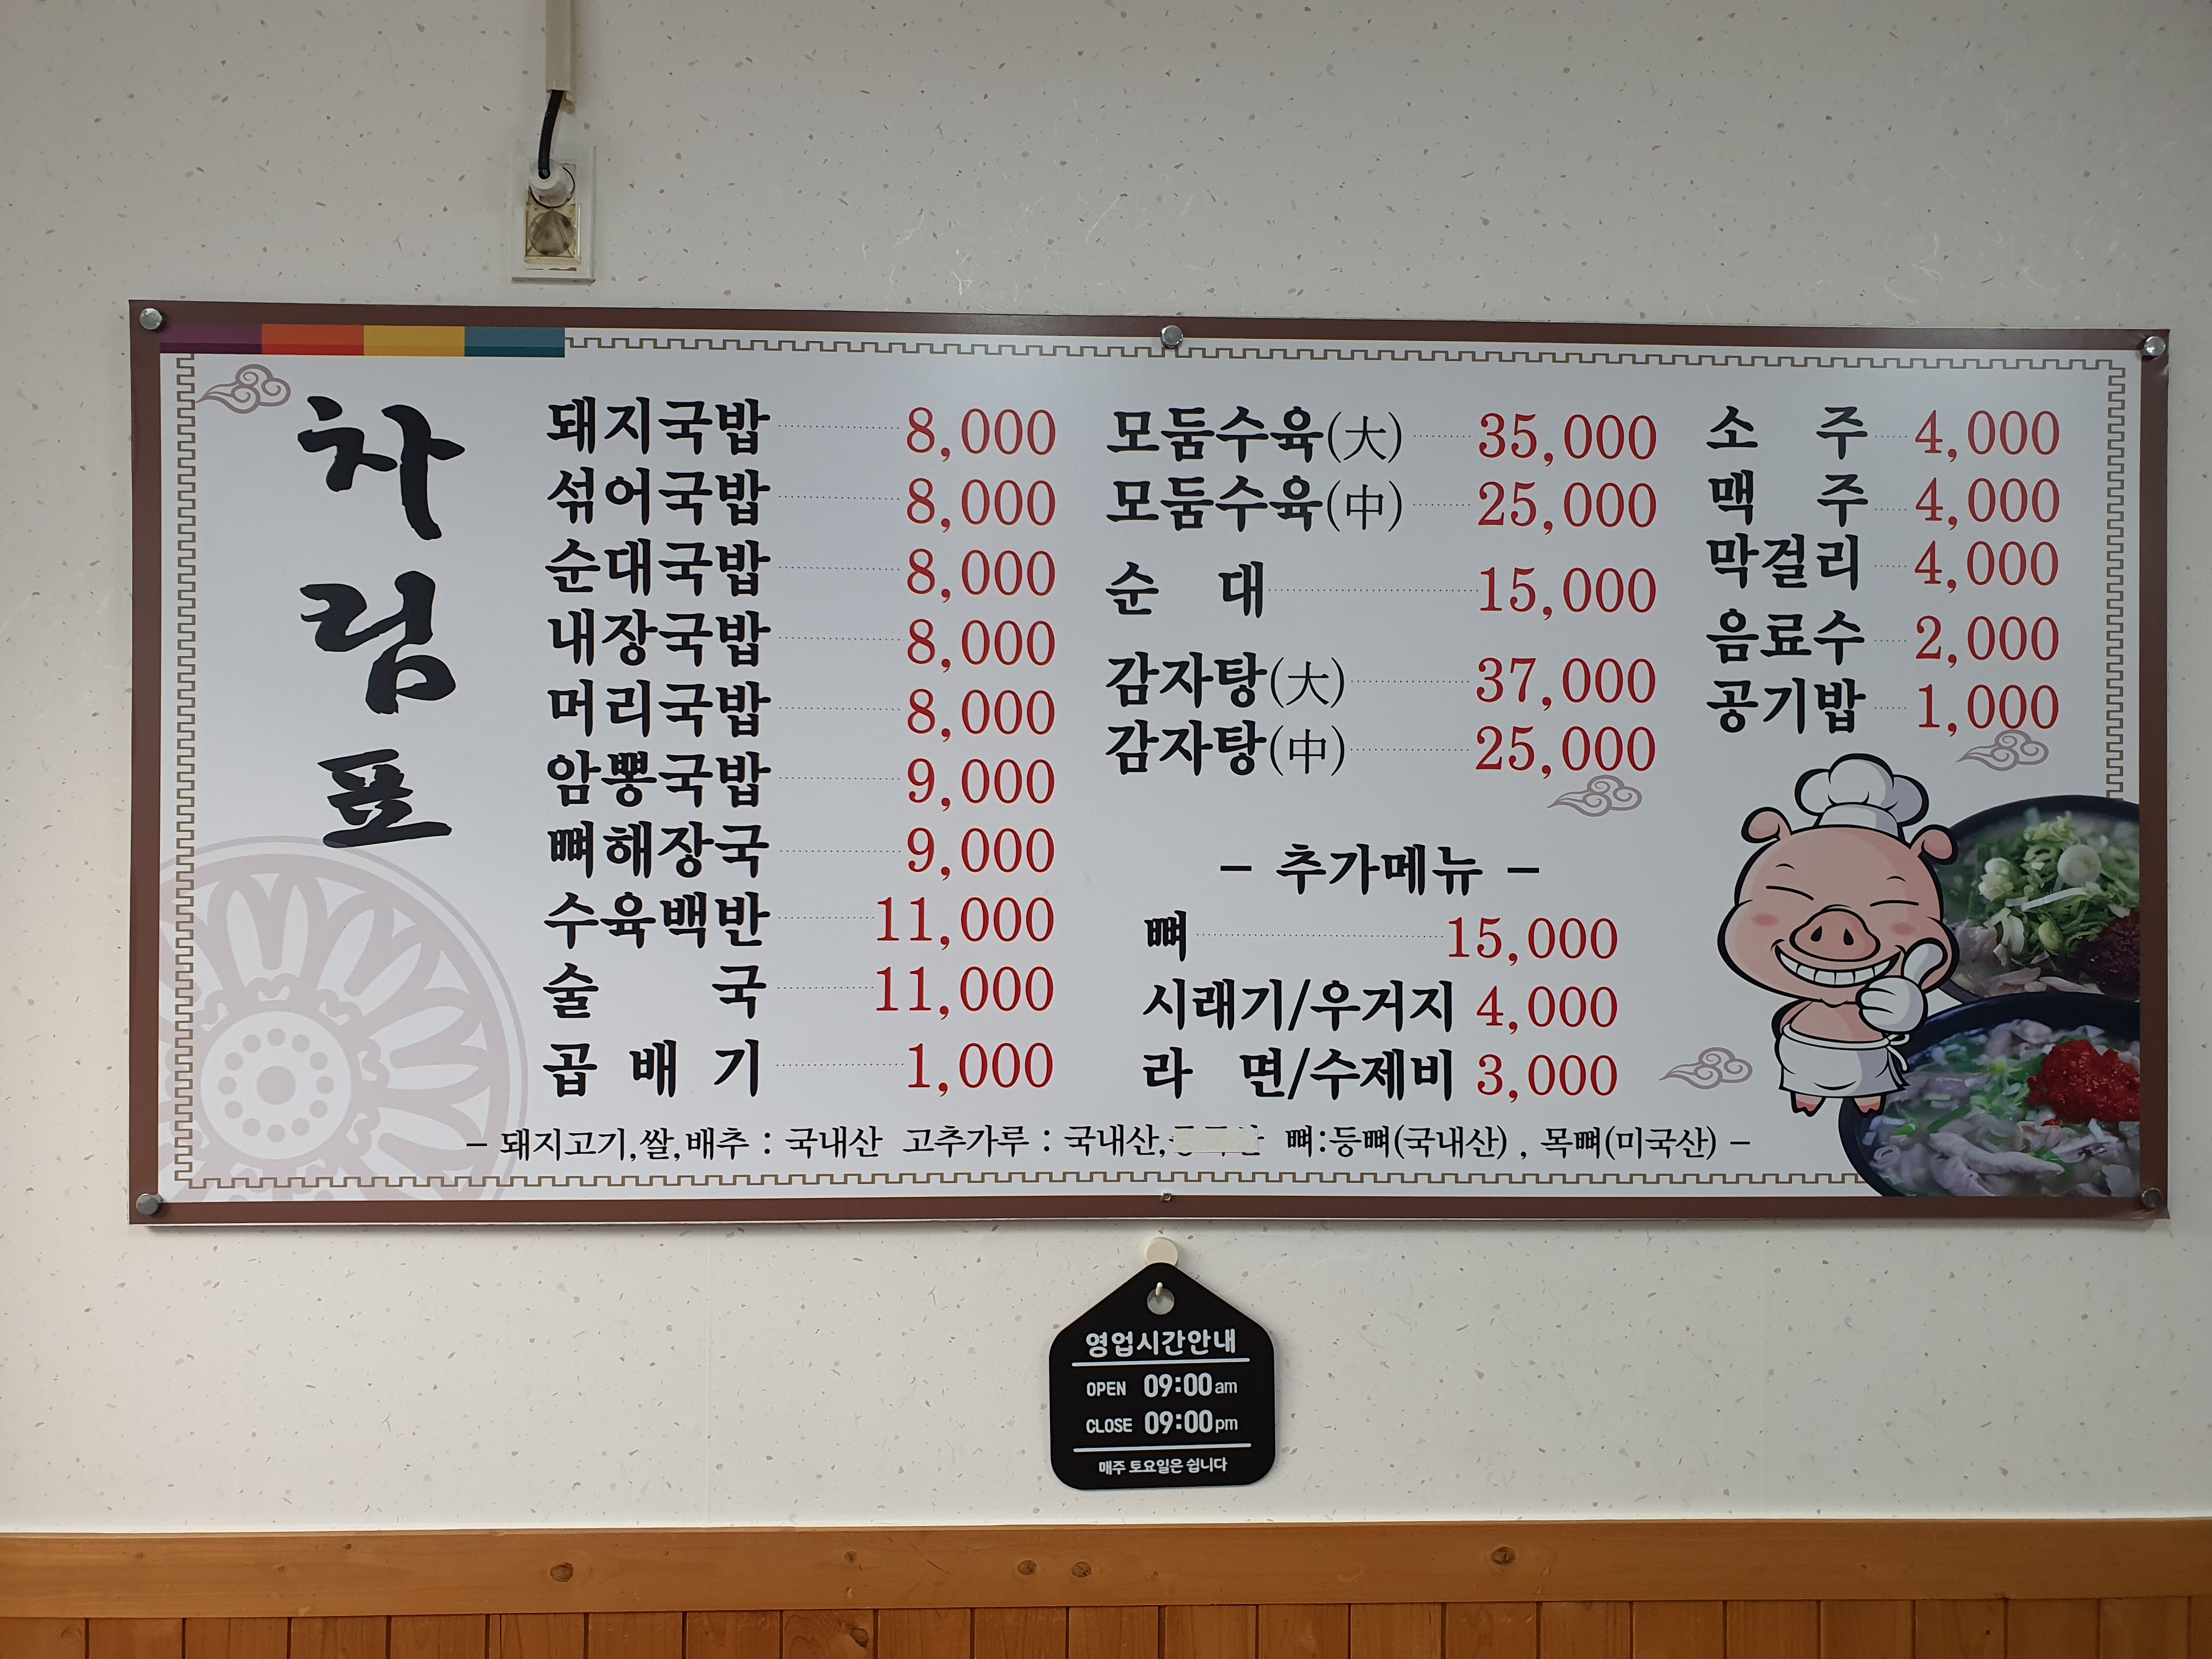 차림표
돼지국밥 8,000
섞어국밥 8,000
순대국밥 8,000
내장국밥 8,000
머리국밥 8,000
암뽕국밥 9,000
뼈해장국 9,000
수육백반 11,000
술 국 11,000
곱 배 기 1,000
모둠수육(大) 35,000
모둠수육(中) 25,000
순 대 15,000
감자탕(大) 37,000
감자탕(中) 25,000
- 추가메뉴 -
뼈 15,000
시래기/우거지 4,000
라 면/수제비 3,000
소 주 4,000
맥 주 4,000
막걸리 4,000
음료수 2,000
공기밥 1,000
- 돼지고기,쌀,배추 : 국내산 고추가루 : 국내산, 뼈:등뼈(국내산) , 목뼈(미국산) -
영업시간안내
OPEN 09:00am
CLOSE 09:00pm
매주 토요일은 쉽니다